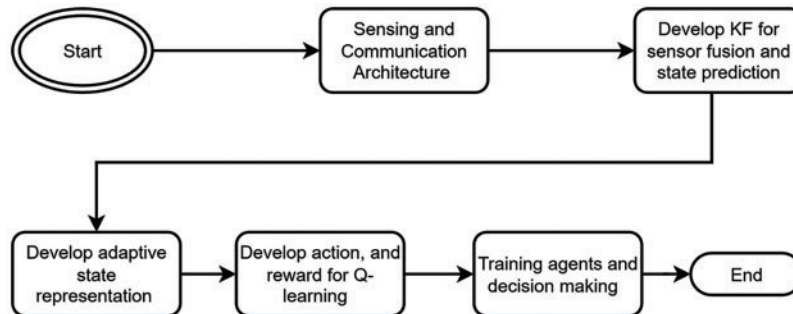 Start
Sensing and
Communication
Architecture
Develop KF for
sensor fusion and
state prediction
Develop adaptive
state
representation
Develop action, and
reward for Q-
learning
Training agents and
decision making
End